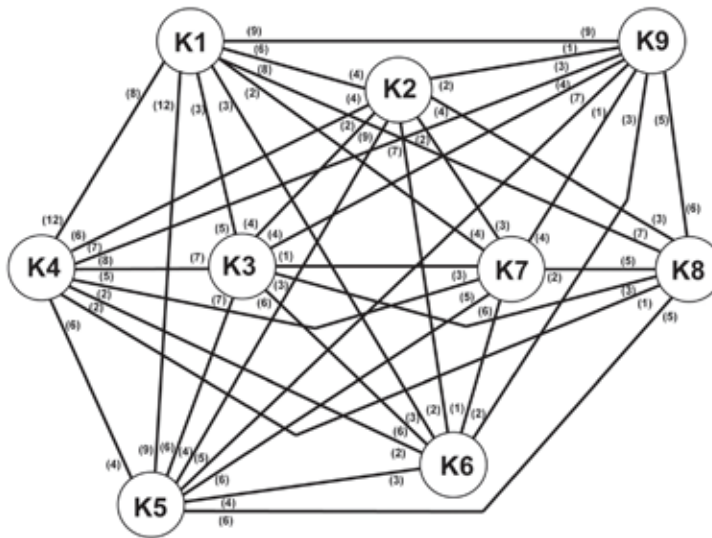 (9) (9)
K1 K9
(6) (1)
(8) (4) K2 (2) (3)
(8) (12) (3) (3) (2) (4) (4) (4) (7) (1) (3) (5)
(2) (9) (7) (2)
(12) (6) (5) (4) (4) (3) (4) (4) (3) (6)
(7) (7)
K4 (8) (7) K3 (1) (3) K7 (2) (5) K8
(5) (3) (5) (3)
(2) (7) (6) (6) (1)
(2) (5)
(6)
(2) (1) (2)
(3)
(4) (9) (6) (4) (5) (6) (2) K6
(6) (3)
K5 (4)
(6)